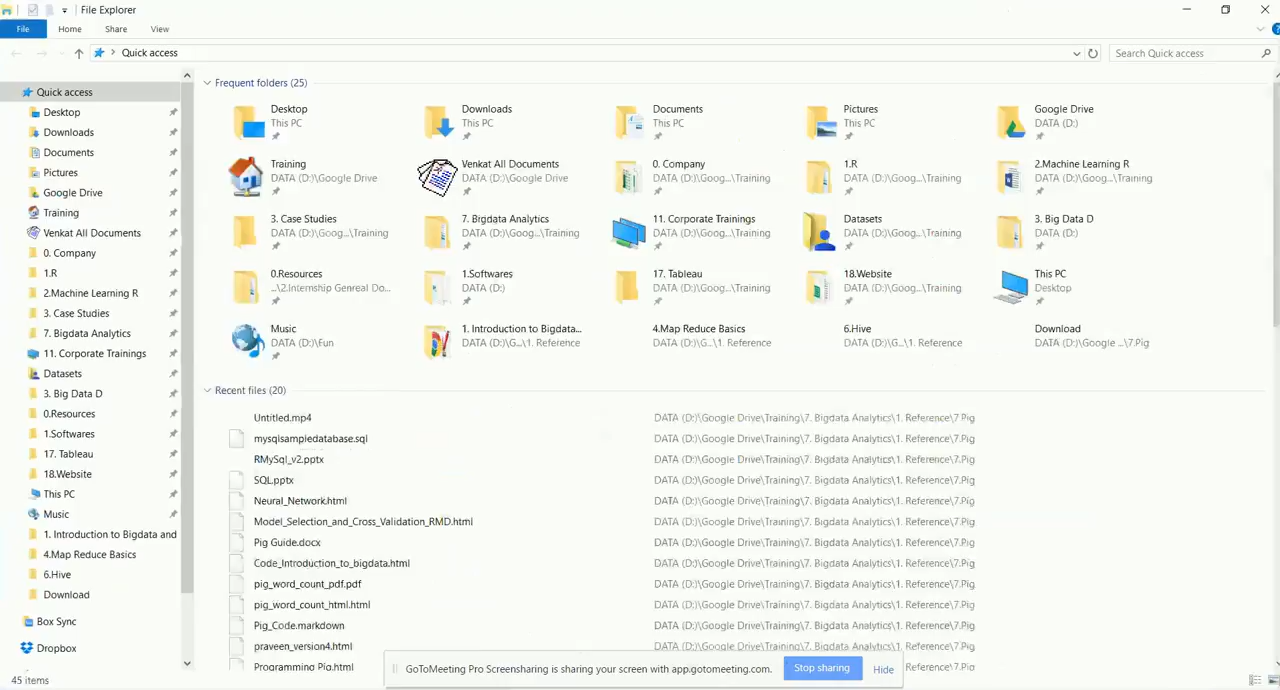 File Explorer
File Home Share View
Quick access Search Quick access
Quick access
Desktop
Downloads
Documents
Pictures
Google Drive
Training
Venkat All Documents
0. Company
1.R
2.Machine Learning R
3. Case Studies
7. Bigdata Analytics
11. Corporate Trainings
Datasets
3. Big Data D
0.Resources
1.Softwares
17. Tableau
18.Website
This PC
Music
1. Introduction to Bigdata and
4.Map Reduce Basics
6.Hive
Download
Box Sync
Dropbox
45 items
Frequent folders (25)
Desktop
This PC
Downloads
This PC
Documents
This PC
Pictures
This PC
Google Drive
DATA (D:)
Training
DATA (D:)\Google Drive
Venkat All Documents
DATA (D:)\Google Drive
0. Company
DATA (D:)\Goog...\Training
1.R
DATA (D:)\Goog...\Training
2.Machine Learning R
DATA (D:)\Goog...\Training
3. Case Studies
DATA (D:)\Goog...\Training
7. Bigdata Analytics
DATA (D:)\Goog...\Training
11. Corporate Trainings
DATA (D:)\Goog...\Training
Datasets
DATA (D:)\Goog...\Training
3. Big Data D
DATA (D:)
0.Resources
...\2.Internship Genreal Do...
1.Softwares
DATA (D:)
17. Tableau
DATA (D:)\Goog...\Training
18.Website
DATA (D:)\Goog...\Training
This PC
Desktop
Music
DATA (D:)\Fun
1. Introduction to Bigdata...
DATA (D:)\G...\1. Reference
4.Map Reduce Basics
DATA (D:)\G...\1. Reference
6.Hive
DATA (D:)\G...\1. Reference
Download
DATA (D:)\Google ...\7.Pig
Recent files (20)
Untitled.mp4 DATA (D:)\Google Drive\Training\7. Bigdata Analytics\1. Reference\7.Pig
mysqlsampledatabase.sql DATA (D:)\Google Drive\Training\7. Bigdata Analytics\1. Reference\7.Pig
RMySql_v2.pptx DATA (D:)\Google Drive\Training\7. Bigdata Analytics\1. Reference\7.Pig
SQL.pptx DATA (D:)\Google Drive\Training\7. Bigdata Analytics\1. Reference\7.Pig
Neural_Network.html DATA (D:)\Google Drive\Training\7. Bigdata Analytics\1. Reference\7.Pig
Model_Selection_and_Cross_Validation_RMD.html DATA (D:)\Google Drive\Training\7. Bigdata Analytics\1. Reference\7.Pig
Pig Guide.docx DATA (D:)\Google Drive\Training\7. Bigdata Analytics\1. Reference\7.Pig
Code_Introduction_to_bigdata.html DATA (D:)\Google Drive\Training\7. Bigdata Analytics\1. Reference\7.Pig
pig_word_count_pdf.pdf DATA (D:)\Google Drive\Training\7. Bigdata Analytics\1. Reference\7.Pig
pig_word_count_html.html DATA (D:)\Google Drive\Training\7. Bigdata Analytics\1. Reference\7.Pig
Pig_Code.markdown DATA (D:)\Google Drive\Training\7. Bigdata Analytics\1. Reference\7.Pig
praveen_version4.html DATA (D:)\Google Drive\Training\7. Bigdata Analytics\1. Reference\7.Pig
Programming Pig.html DATA (D:)\Google Drive\Training\7. Bigdata Analytics\1. Reference\7.Pig
GoToMeeting Pro Screensharing is sharing your screen with app.gotomeeting.com. Stop sharing Hide